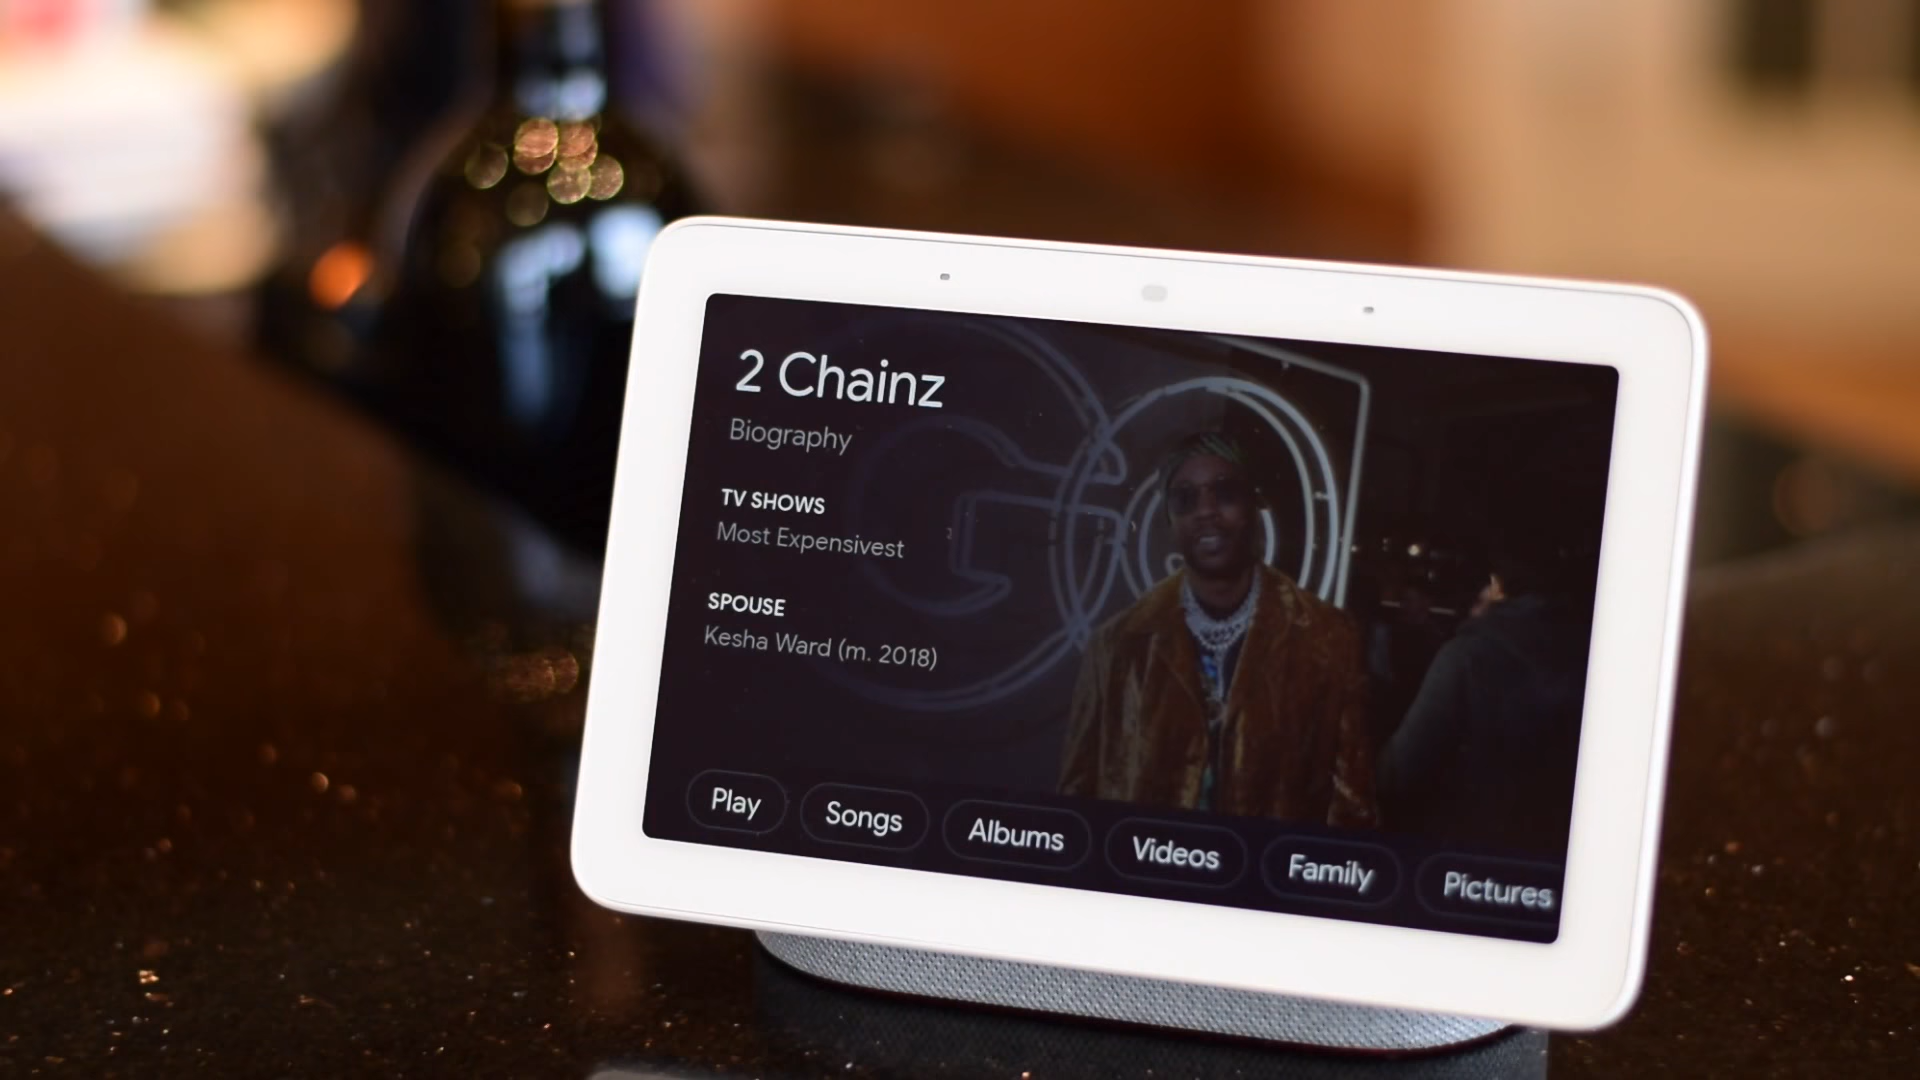 2 Chainz
Biography
TV SHOWS
Most Expensivest
SPOUSE
Kesha Ward (m. 2018)
Play
Songs
Albums
Videos
Family
Pictures